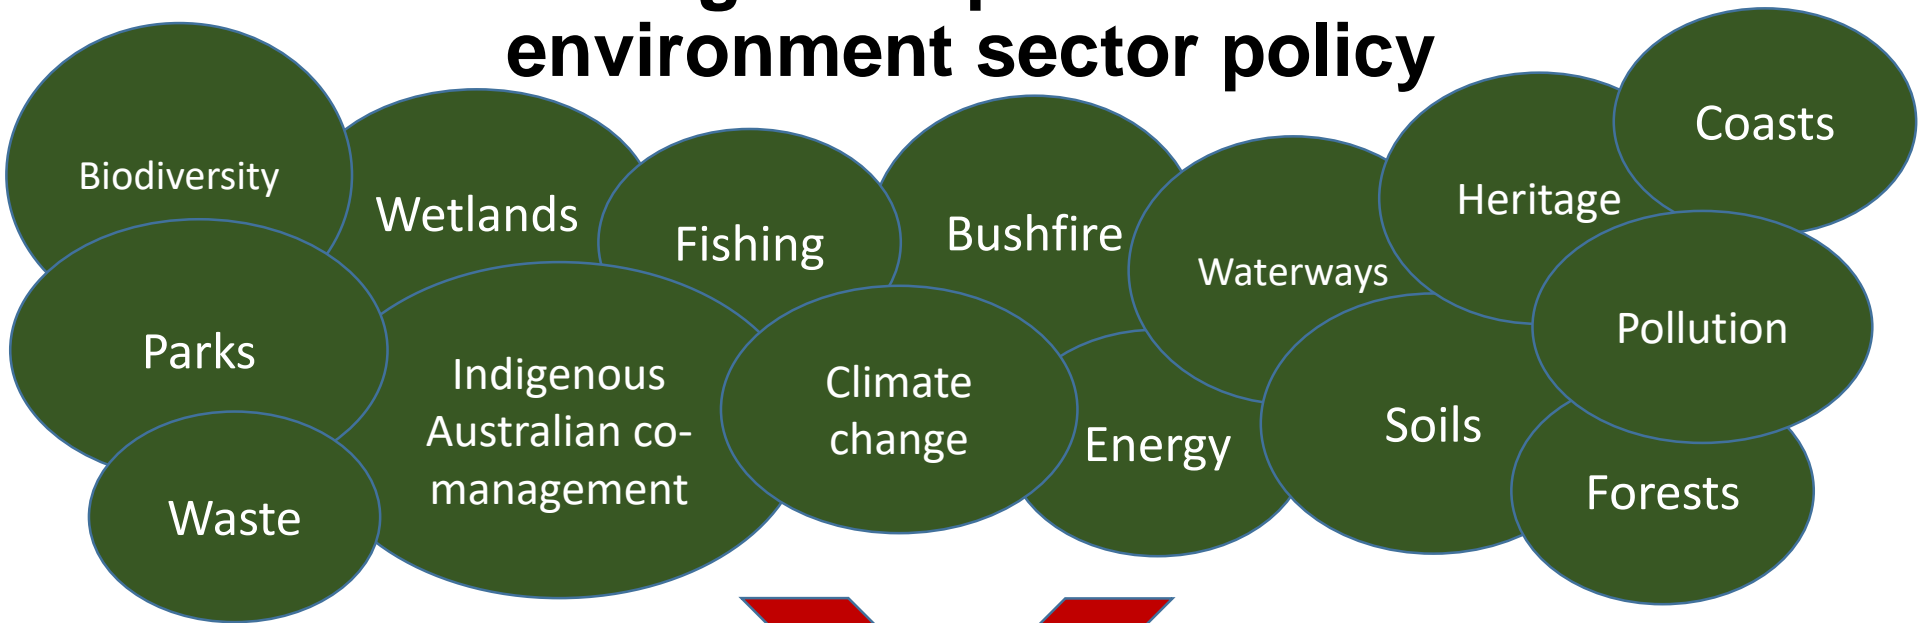 environment sector policy
Coasts
Biodiversity
Wetlands
Fishing
Bushfire
Heritage
Waterways
Parks
Indigenous
Australian co-
management
Climate
change
Energy
Soils
Pollution
Waste
Forests